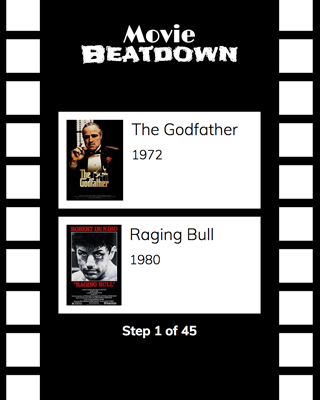 Movie
BEATDOWN
The Godfather
1972
The
Godfather
ROBERT DE NIRO
"RAGING BULL"
Raging Bull
1980
Step 1 of 45